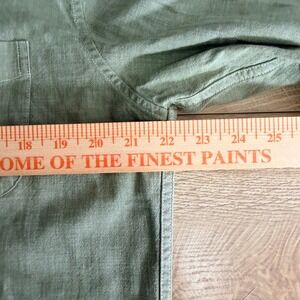 18 19 20 21 22 23 24 25
OME OF THE FINEST PAINTS